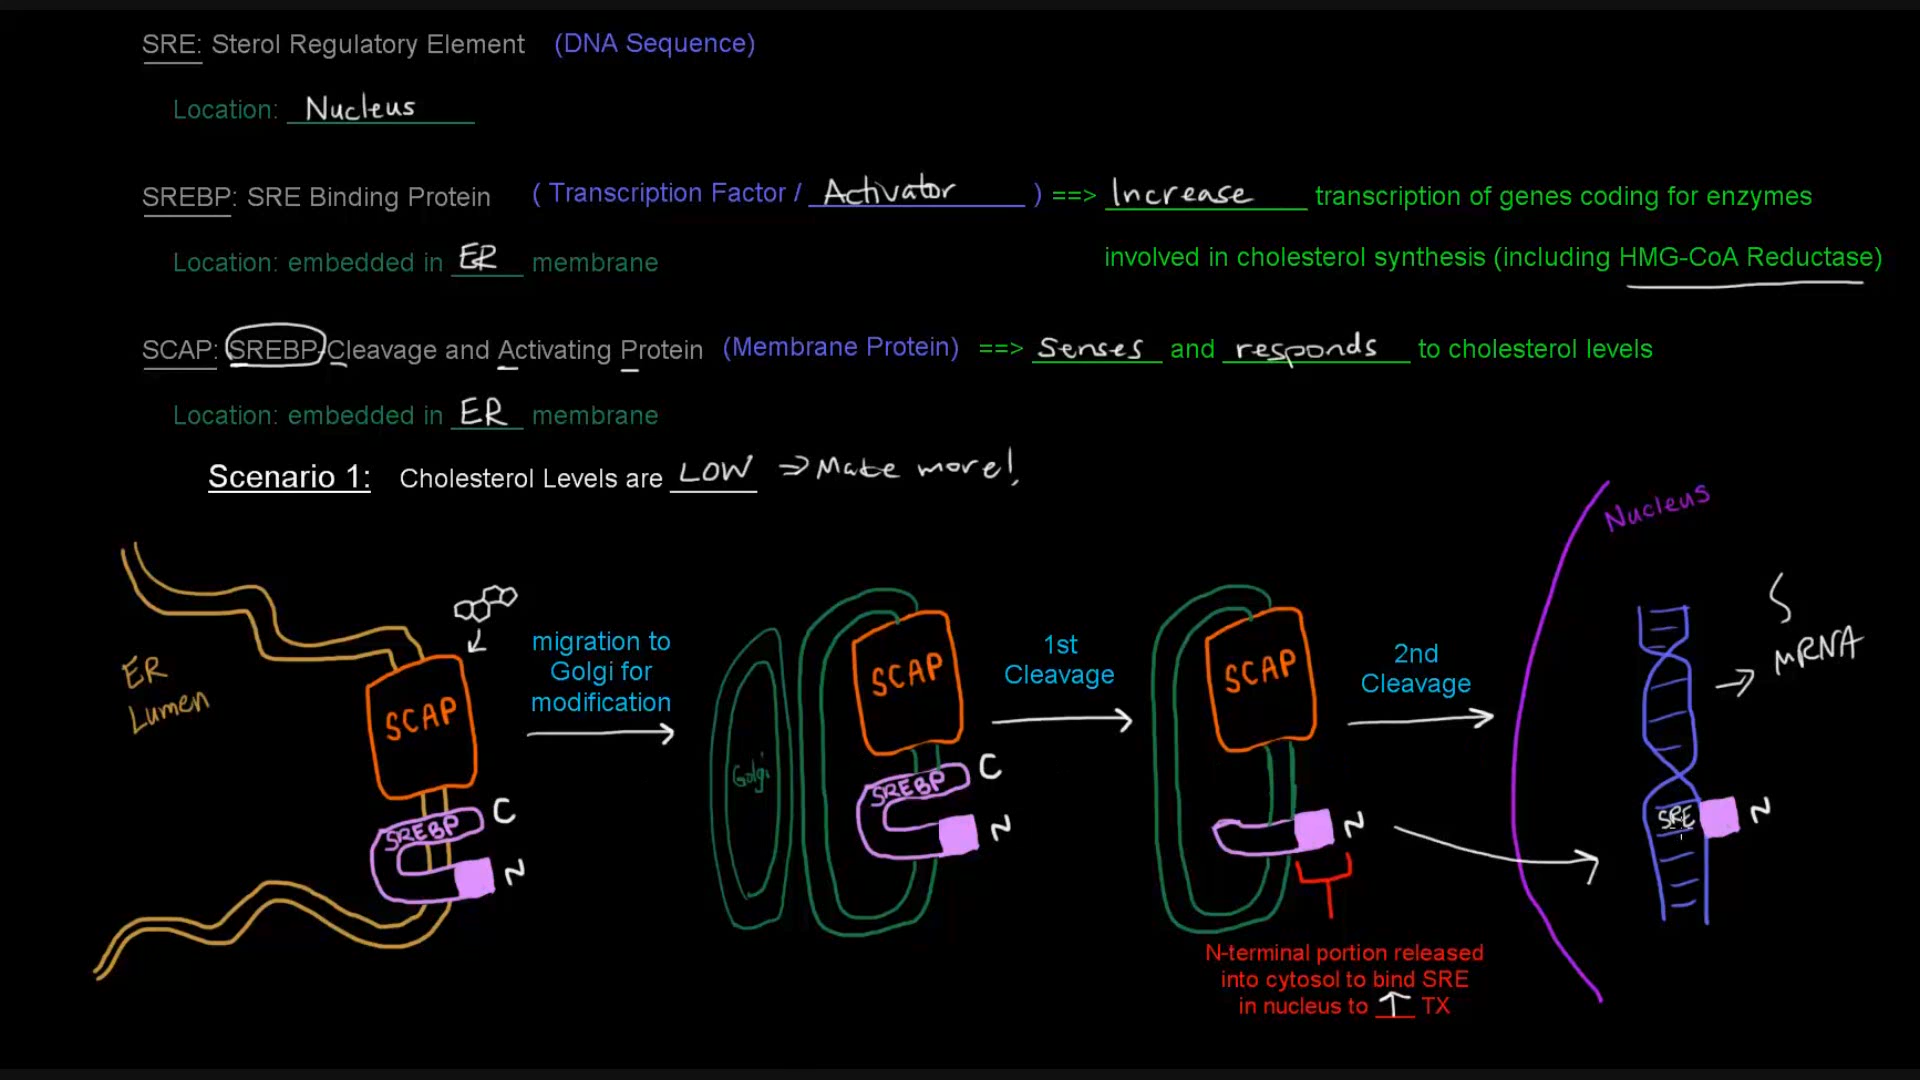 SRE: Sterol Regulatory Element (DNA Sequence)
Location: Nucleus
SREBP: SRE Binding Protein ( Transcription Factor / Activator ) ==> Increase transcription of genes coding for enzymes
Location: embedded in ER membrane
involved in cholesterol synthesis (including HMG-CoA Reductase)
SCAP: SREBP-Cleavage and Activating Protein (Membrane Protein) ==> Senses and responds to cholesterol levels
Location: embedded in ER membrane
Scenario 1: Cholesterol Levels are LOW => Make more!
Nucleus
ER
Lumen
SCAP
SREBP
C
N
migration to
Golgi for
modification
Golgi
SCAP
SREBP
C
N
1st
Cleavage
SCAP
N
2nd
Cleavage
N-terminal portion released
into cytosol to bind SRE
in nucleus to ↑ TX
SRE
N
→ mRNA